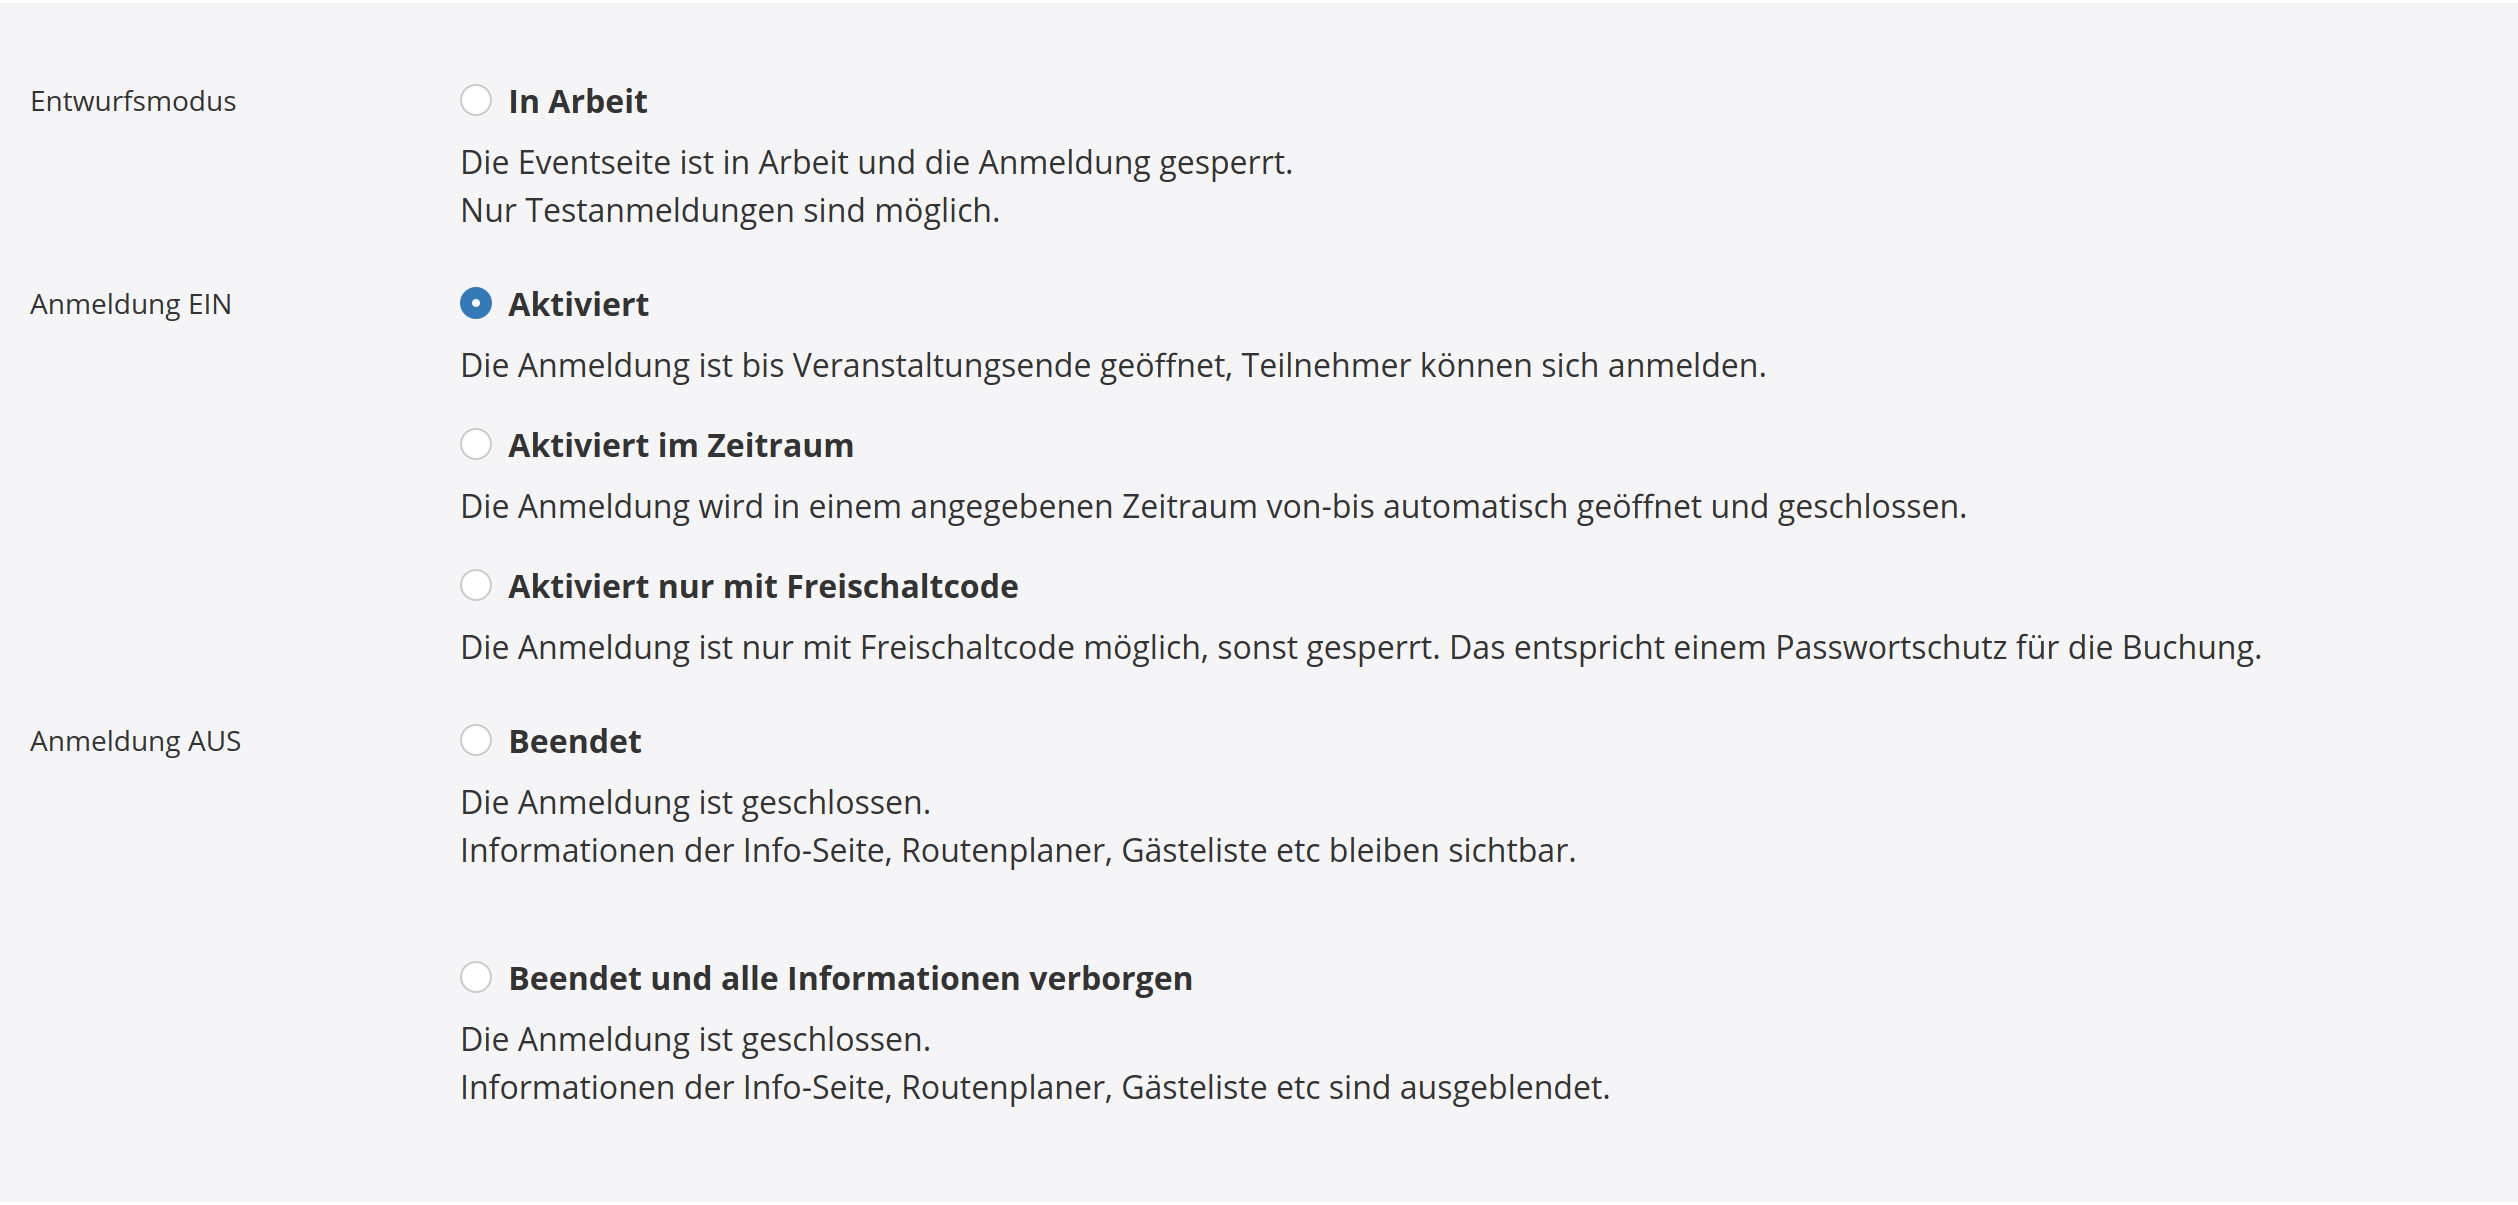 Entwurfsmodus
In Arbeit
Die Eventseite ist in Arbeit und die Anmeldung gesperrt.
Nur Testanmeldungen sind möglich.
Anmeldung EIN
Aktiviert
Die Anmeldung ist bis Veranstaltungsende geöffnet, Teilnehmer können sich anmelden.
Aktiviert im Zeitraum
Die Anmeldung wird in einem angegebenen Zeitraum von-bis automatisch geöffnet und geschlossen.
Aktiviert nur mit Freischaltcode
Die Anmeldung ist nur mit Freischaltcode möglich, sonst gesperrt. Das entspricht einem Passwortschutz für die Buchung.
Anmeldung AUS
Beendet
Die Anmeldung ist geschlossen.
Informationen der Info-Seite, Routenplaner, Gästeliste etc bleiben sichtbar.
Beendet und alle Informationen verborgen
Die Anmeldung ist geschlossen.
Informationen der Info-Seite, Routenplaner, Gästeliste etc sind ausgeblendet.